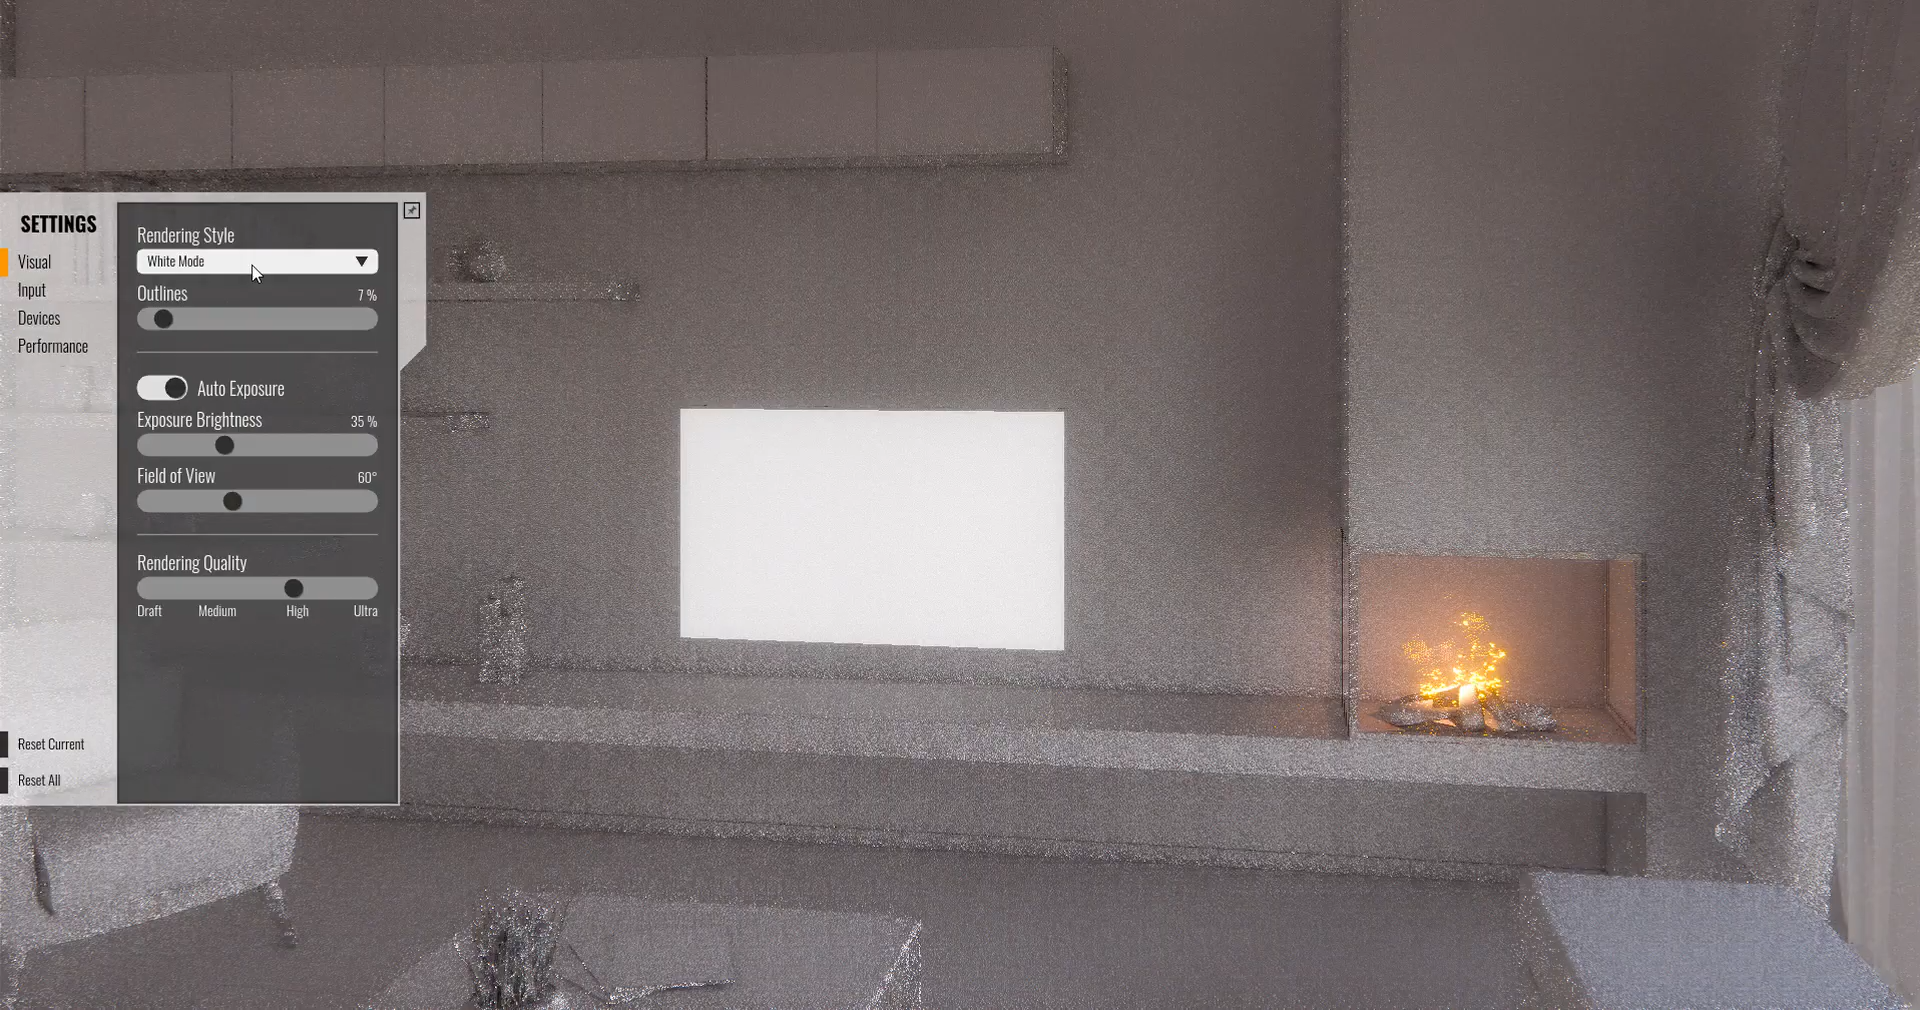 SETTINGS
Visual
Input
Devices
Performance
Reset Current
Reset All
Rendering Style
White Mode
Outlines 7 %
Auto Exposure
Exposure Brightness 35 %
Field of View 60°
Rendering Quality
Draft Medium High Ultra